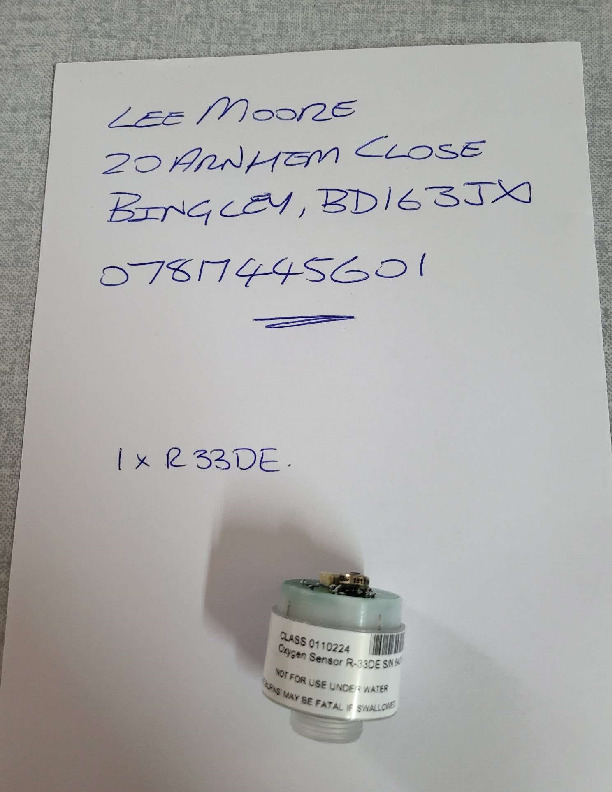 LEE MOORE
20 ARNHEM CLOSE
BINGLEY, BD163JX
07817445601
1 x R33DE.
CLASS 0110224
Oxygen Sensor R-33DE S/N
NOT FOR USE UNDER WATER
MAY BE FATAL IF SWALLOWED